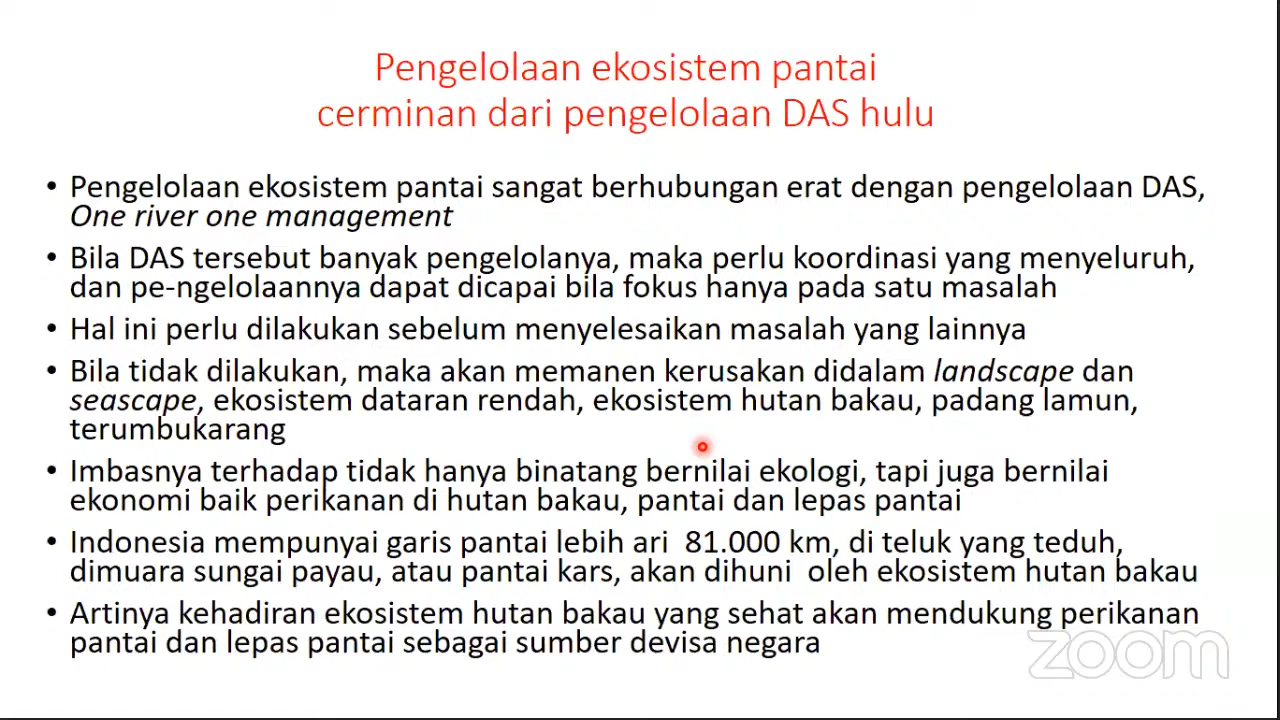 Pengelolaan ekosistem pantai
cerminan dari pengelolaan DAS hulu
• Pengelolaan ekosistem pantai sangat berhubungan erat dengan pengelolaan DAS,
One river one management
• Bila DAS tersebut banyak pengelolanya, maka perlu koordinasi yang menyeluruh,
dan pe-ngelolaannya dapat dicapai bila fokus hanya pada satu masalah
• Hal ini perlu dilakukan sebelum menyelesaikan masalah yang lainnya
• Bila tidak dilakukan, maka akan memanen kerusakan didalam landscape dan
seascape, ekosistem dataran rendah, ekosistem hutan bakau, padang lamun,
terumbukarang
• Imbasnya terhadap tidak hanya binatang bernilai ekologi, tapi juga bernilai
ekonomi baik perikanan di hutan bakau, pantai dan lepas pantai
• Indonesia mempunyai garis pantai lebih ari  81.000 km, di teluk yang teduh,
dimuara sungai payau, atau pantai kars, akan dihuni  oleh ekosistem hutan bakau
• Artinya kehadiran ekosistem hutan bakau yang sehat akan mendukung perikanan
pantai dan lepas pantai sebagai sumber devisa negara
zoom